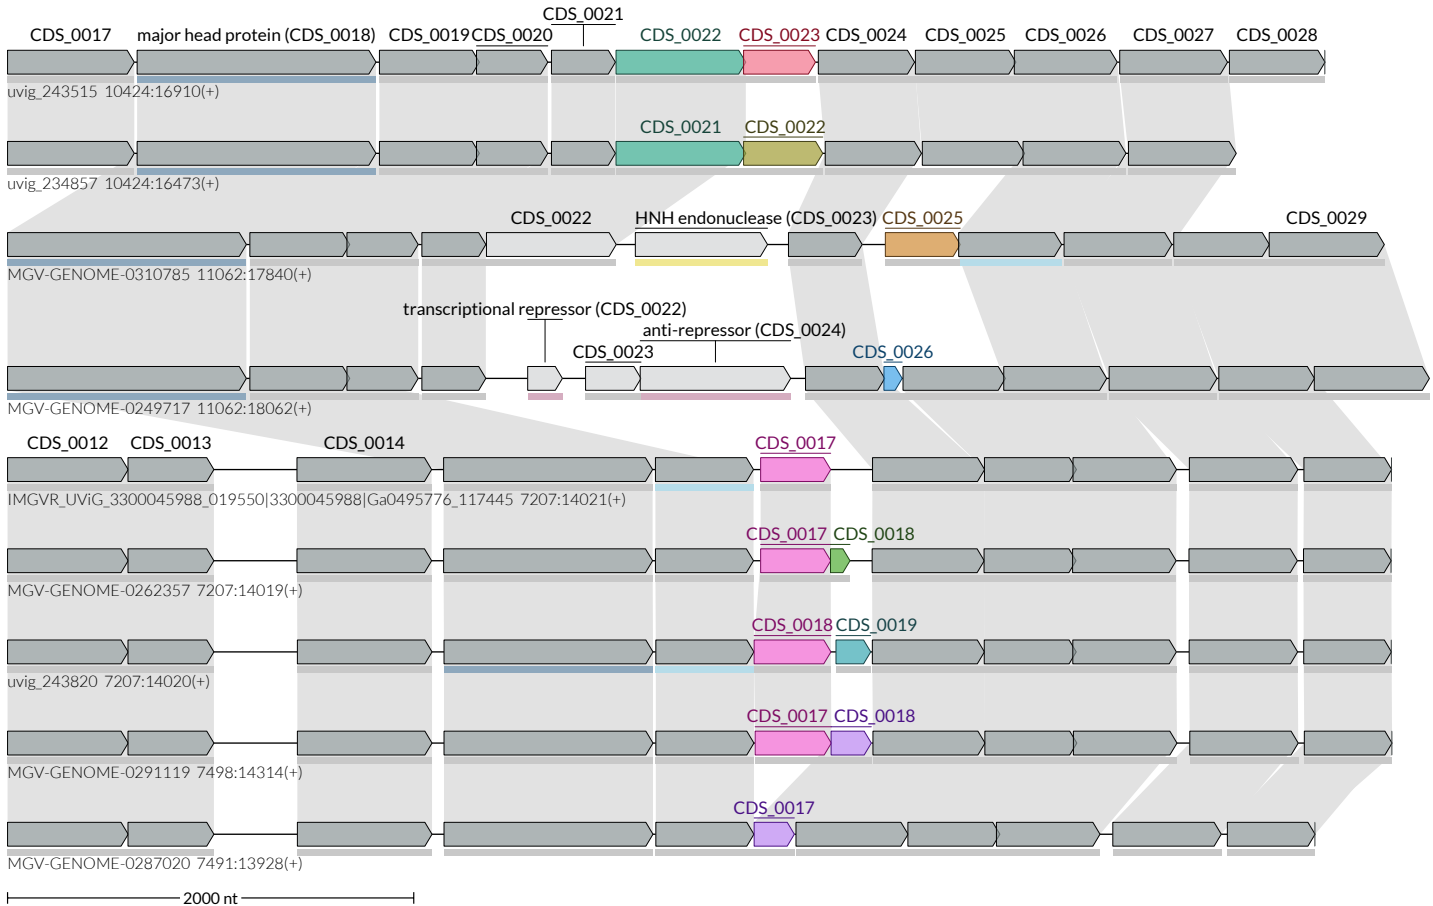 CDS_0021
CDS_0017 major head protein (CDS_0018) CDS_0019 CDS_0020 CDS_0022 CDS_0023 CDS_0024 CDS_0025 CDS_0026 CDS_0027 CDS_0028
uvig_243515 10424:16910(+)
CDS_0021 CDS_0022
uvig_234857 10424:16473(+)
CDS_0022 HNH endonuclease (CDS_0023) CDS_0025 CDS_0029
MGV-GENOME-0310785 11062:17840(+)
transcriptional repressor (CDS_0022)
anti-repressor (CDS_0024)
CDS_0023 CDS_0026
MGV-GENOME-0249717 11062:18062(+)
CDS_0012 CDS_0013 CDS_0014 CDS_0017
IMGVR_UViG_3300045988_019550|3300045988|Ga0495776_117445 7207:14021(+)
CDS_0017 CDS_0018
MGV-GENOME-0262357 7207:14019(+)
CDS_0018 CDS_0019
uvig_243820 7207:14020(+)
CDS_0017 CDS_0018
MGV-GENOME-0291119 7498:14314(+)
CDS_0017
MGV-GENOME-0287020 7491:13928(+)
2000 nt